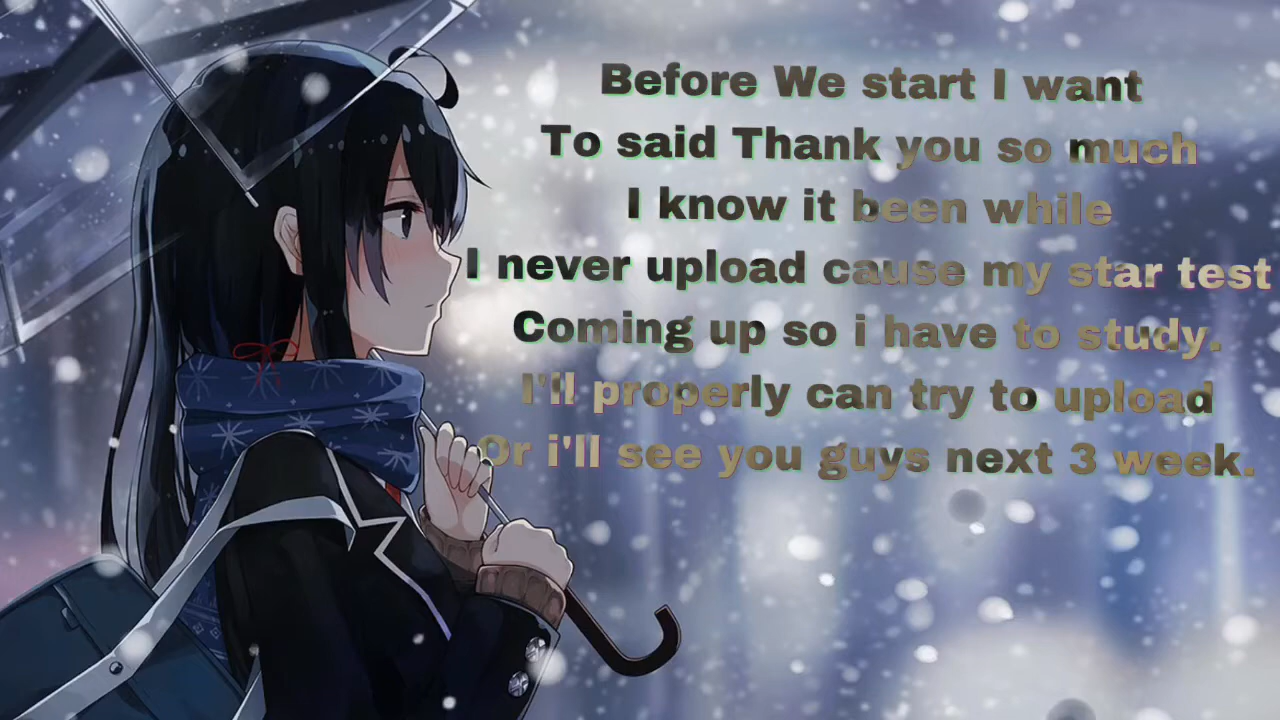 Before We start I want
To said Thank you so much
I know it been while
I never upload cause my star test
Coming up so i have to study.
I'll properly can try to upload
Or i'll see you guys next 3 week.